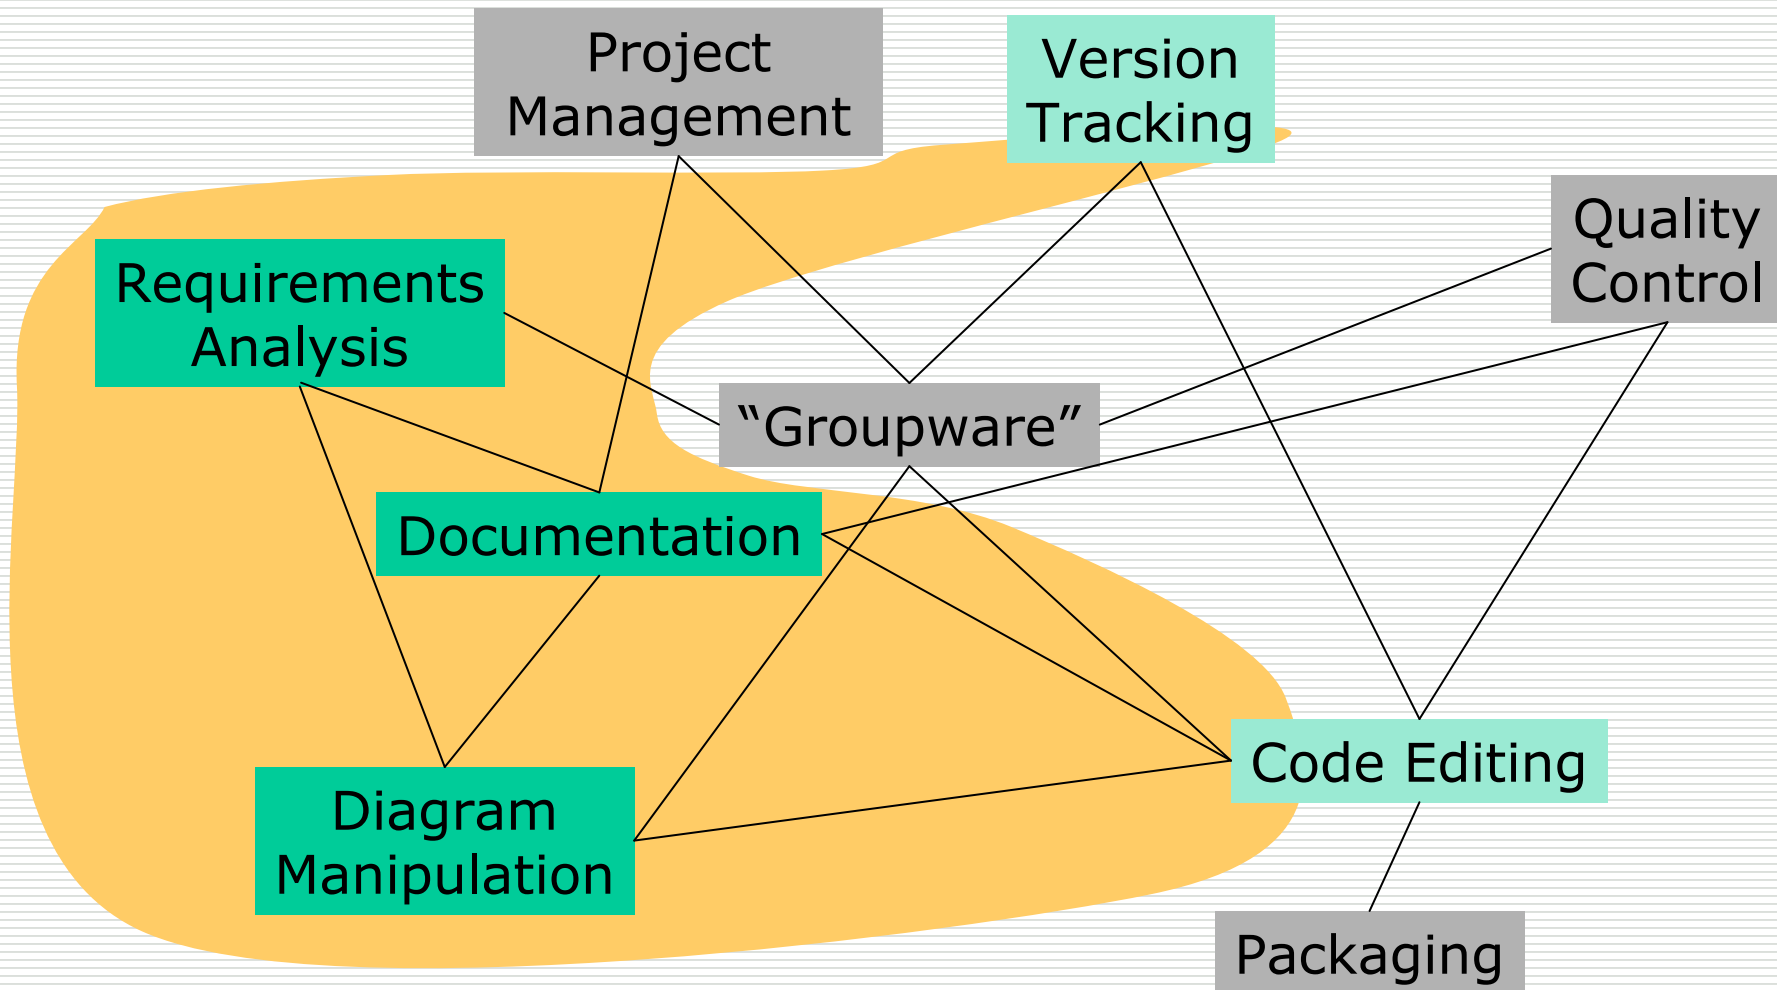 Project
Management
Version
Tracking
Quality
Control
Requirements
Analysis
“Groupware”
Documentation
Code Editing
Diagram
Manipulation
Packaging